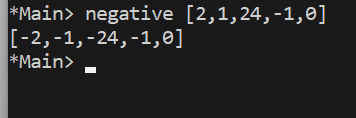 *Main> negative [2,1,24,-1,0]
[-2,-1,-24,-1,0]
*Main>